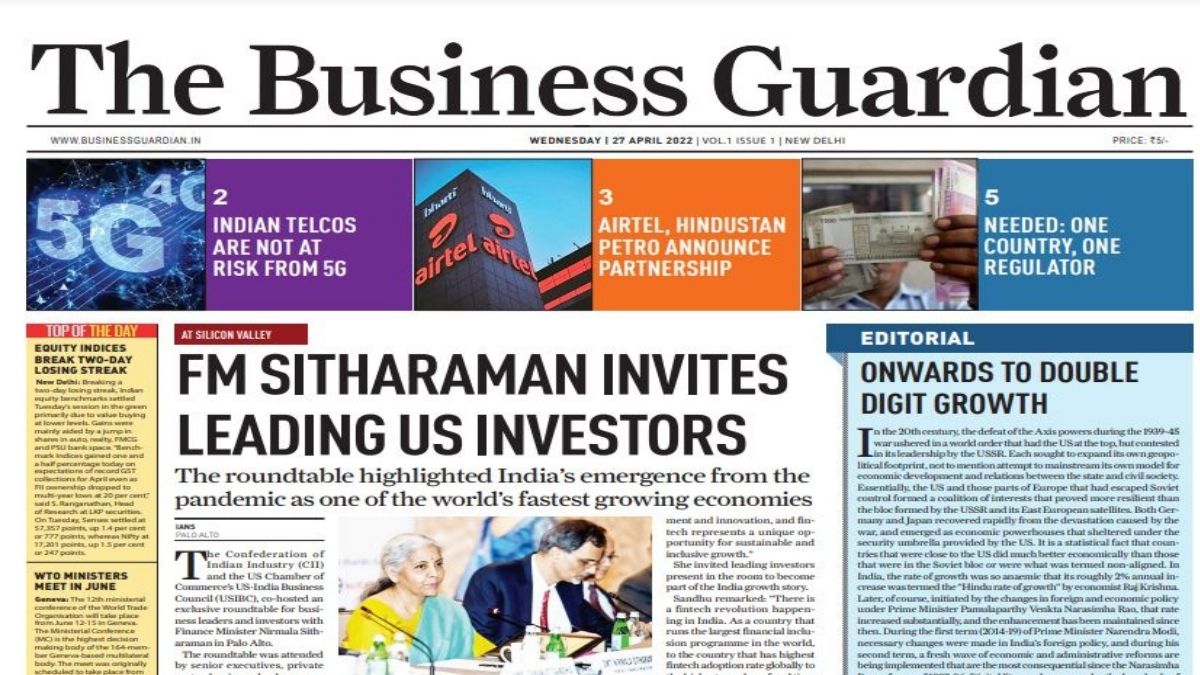 The Business Guardian
WWW.BUSINESSGUARDIAN.IN
WEDNESDAY | 27 APRIL 2022 | VOL.1 ISSUE 1 | NEW DELHI
PRICE: ₹5/-
5G
4G
2
INDIAN TELCOS
ARE NOT AT
RISK FROM 5G
bharti
bharti
airtel
airtel
3
AIRTEL, HINDUSTAN
PETRO ANNOUNCE
PARTNERSHIP
5
NEEDED: ONE
COUNTRY, ONE
REGULATOR
TOP OF THE DAY
EQUITY INDICES
BREAK TWO-DAY
LOSING STREAK
New Delhi: Breaking a
two-day losing streak, Indian
equity benchmarks settled
Tuesday's session in the green
primarily due to value buying
at lower levels. Gains were
mainly aided by a jump in
shares in auto, realty, FMCG
and PSU bank space. "Bench-
mark Indices gained one and
a half percentage today on
expectations of record GST
collections for April even as
FII ownership dropped to
multi-year lows at 20 per cent,"
said S. Ranganathan, Head
of Research at LKP securities.
On Tuesday, Sensex settled at
57,357 points, up 1.4 per cent
or 777 points, whereas Nifty at
17,201 points, up 1.5 per cent
or 247 points.
WTO MINISTERS
MEET IN JUNE
Geneva: The 12th ministerial
conference of the World Trade
Organisation will take place
from June 12-15 in Geneva.
The Ministerial Conference
(MC) is the highest decision
making body of the 164-mem-
ber Geneva-based multilateral
body. The meet was originally
scheduled to take place from
AT SILICON VALLEY
FM SITHARAMAN INVITES
LEADING US INVESTORS
The roundtable highlighted India's emergence from the
pandemic as one of the world's fastest growing economies
IANS
PALO ALTO
The Confederation of
Indian Industry (CII)
and the US Chamber of
Commerce's US-India Business
Council (USIBC), co-hosted an
exclusive roundtable for busi-
ness leaders and investors with
Finance Minister Nirmala Sith-
araman in Palo Alto.
The roundtable was attended
by senior executives, private
ment and innovation, and fin-
tech represents a unique op-
portunity for sustainable and
inclusive growth."
She invited leading investors
present in the room to become
part of the India growth story.
Sandhu remarked: "There is
a fintech revolution happen-
ing in India. As a country that
runs the largest financial inclu-
sion programme in the world,
to the country that has highest
fintech adoption rate globally to
EDITORIAL
ONWARDS TO DOUBLE
DIGIT GROWTH
In the 20th century, the defeat of the Axis powers during the 1939-45
war ushered in a world order that had the US at the top, but contested
in its leadership by the USSR. Each sought to expand its own geopo-
litical footprint, not to mention attempt to mainstream its own model for
economic development and relations between the state and civil society.
Essentially, the US and those parts of Europe that had escaped Soviet
control formed a coalition of interests that proved more resilient than
the bloc formed by the USSR and its East European satellites. Both Ger-
many and Japan recovered rapidly from the devastation caused by the
war, and emerged as economic powerhouses that sheltered under the
security umbrella provided by the US. It is a statistical fact that coun-
tries that were close to the US did much better economically than those
that were in the Soviet bloc or were what was termed non-aligned. In
India, the rate of growth was so anaemic that its roughly 2% annual in-
crease was termed the "Hindu rate of growth" by economist Raj Krishna.
Later, of course, initiated by the changes in foreign and economic policy
under Prime Minister Pamulaparthy Venkta Narasimha Rao, that rate
increased substantially, and the enhancement has been maintained since
then. During the first term (2014-19) of Prime Minister Narendra Modi,
necessary changes were made in India's foreign policy, and during his
second term, a fresh wave of economic and administrative reforms are
being implemented that are the most consequential since the Narasimha